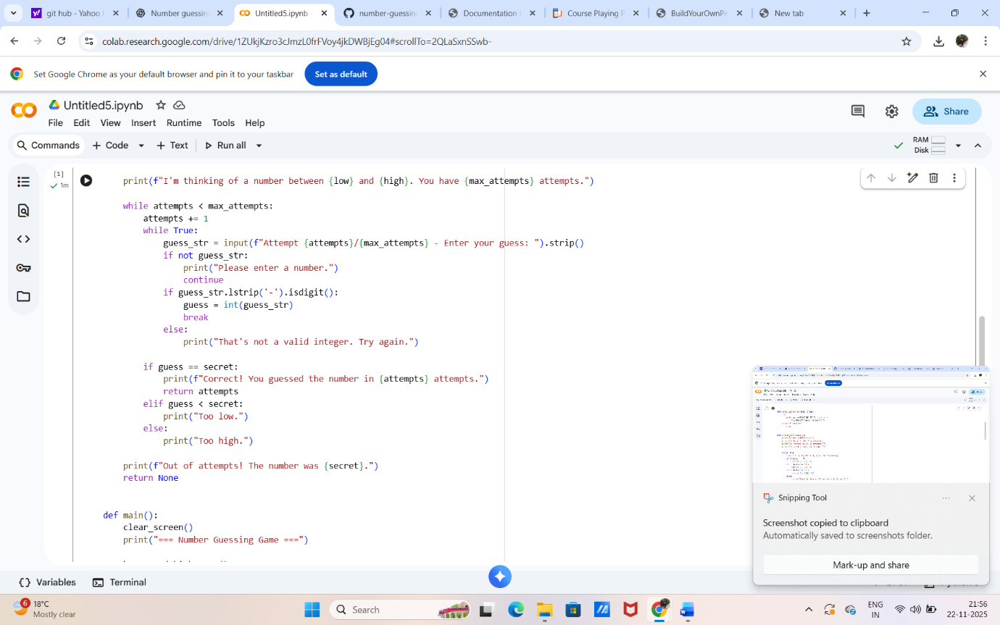 git hub - Yahoo
Number guessin
Untitled5.ipynb -
number-guessin
Documentation f
Course Playing P
BuildYourOwnPr
New tab
colab.research.google.com/drive/1ZUkjKzro3cJmzL0frFVoy4jkDWBjEg04#scrollTo=2QLaSxnSSwb-
Set Google Chrome as your default browser and pin it to your taskbar
Set as default
Untitled5.ipynb
File Edit View Insert Runtime Tools Help
Share
Commands + Code + Text Run all
RAM
Disk
[1]
1m
print(f"I'm thinking of a number between {low} and {high}. You have {max_attempts} attempts.")
while attempts < max_attempts:
attempts += 1
while True:
guess_str = input(f"Attempt {attempts}/{max_attempts} - Enter your guess: ").strip()
if not guess_str:
print("Please enter a number.")
continue
if guess_str.lstrip('-').isdigit():
guess = int(guess_str)
break
else:
print("That's not a valid integer. Try again.")
if guess == secret:
print(f"Correct! You guessed the number in {attempts} attempts.")
return attempts
elif guess < secret:
print("Too low.")
else:
print("Too high.")
print(f"Out of attempts! The number was {secret}.")
return None
def main():
clear_screen()
print("=== Number Guessing Game ===")
Snipping Tool
Screenshot copied to clipboard
Automatically saved to screenshots folder.
Mark-up and share
{} Variables Terminal
6
18°C
Mostly clear
Search
ENG
IN
21:56
22-11-2025